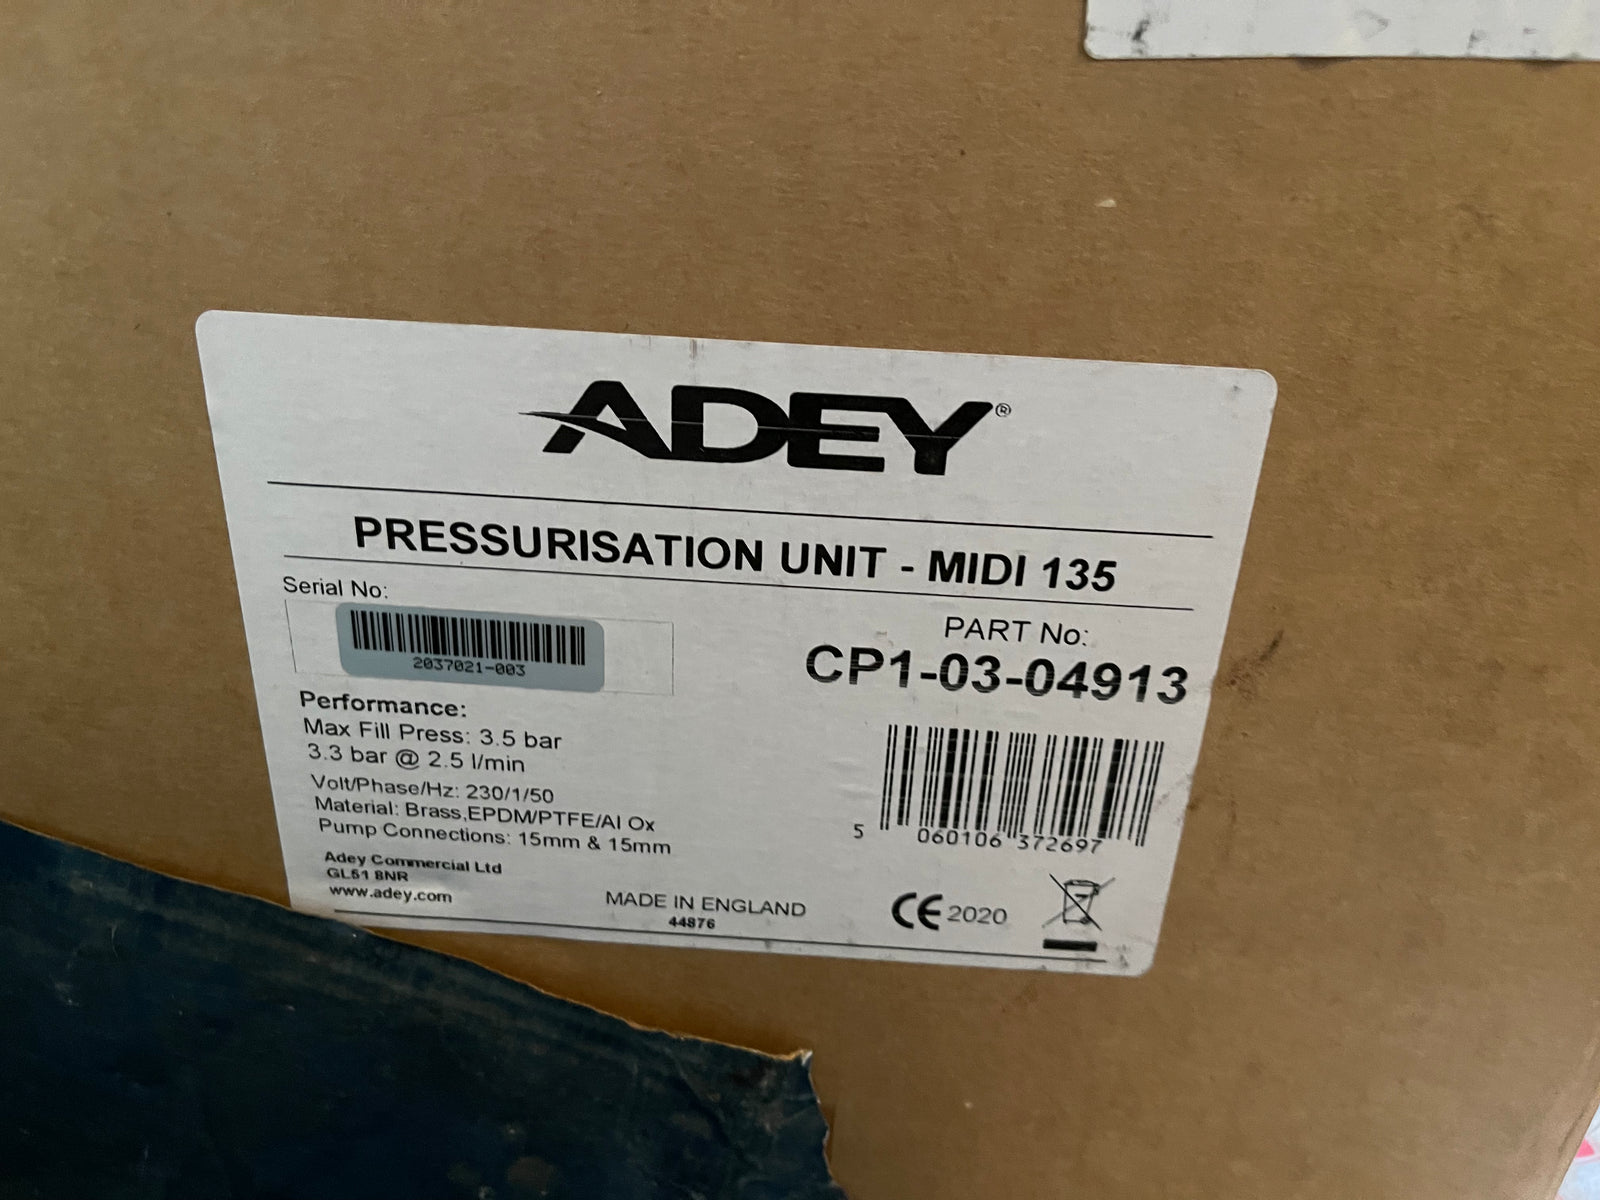 ADEY®
PRESSURISATION UNIT - MIDI 135
Serial No:
2037021-003
PART No:
CP1-03-04913
Performance:
Max Fill Press: 3.5 bar
3.3 bar @ 2.5 l/min
Volt/Phase/Hz: 230/1/50
Material: Brass,EPDM/PTFE/Al Ox
Pump Connections: 15mm & 15mm
5 060106 372697
Adey Commercial Ltd
GL51 8NR
www.adey.com
MADE IN ENGLAND
44876
CE 2020